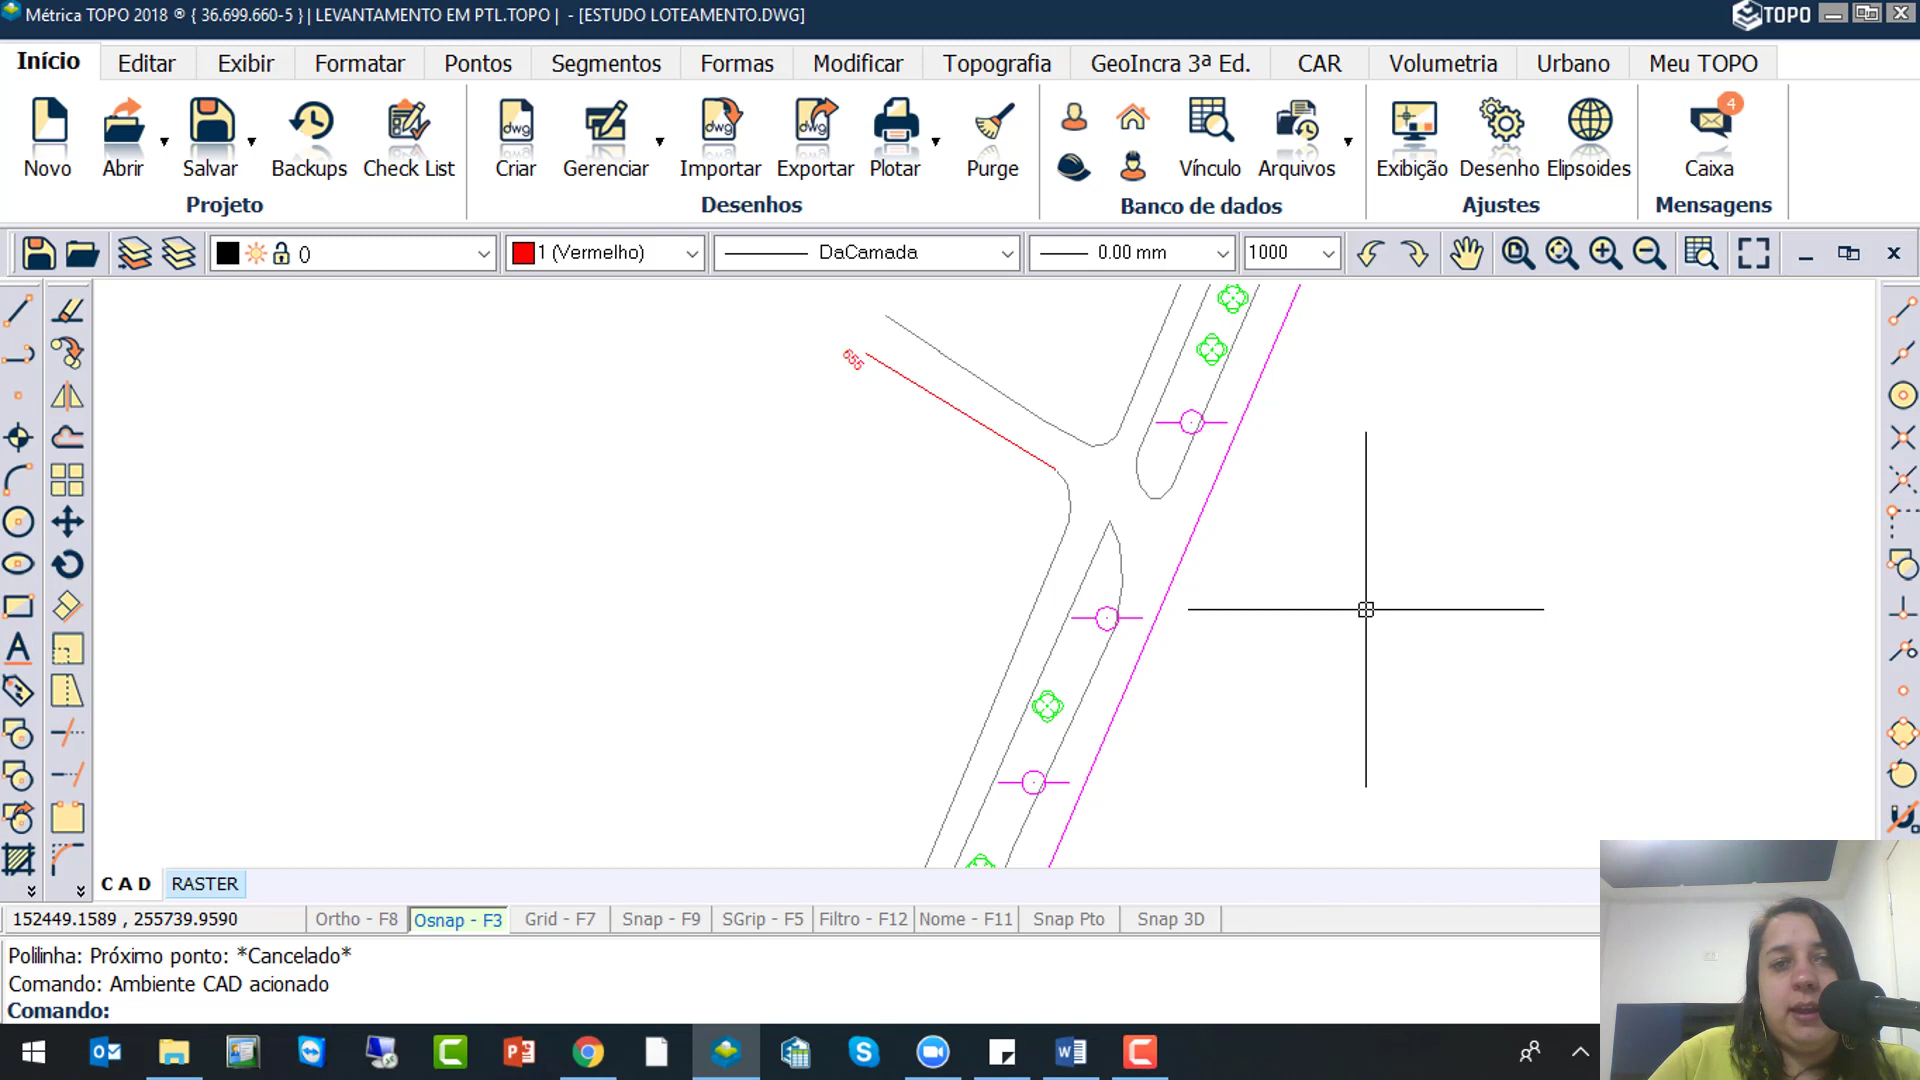 Métrica TOPO 2018 ® { 36.699.660-5 } | LEVANTAMENTO EM PTL.TOPO | - [ESTUDO LOTEAMENTO.DWG]
TOPO
Início Editar Exibir Formatar Pontos Segmentos Formas Modificar Topografia GeoIncra 3ª Ed. CAR Volumetria Urbano Meu TOPO
dwg dwg dwg 4
Novo Abrir Salvar Backups Check List Criar Gerenciar Importar Exportar Plotar Purge Vínculo Arquivos Exibição Desenho Elipsoides Caixa
Projeto Desenhos Banco de dados Ajustes Mensagens
0 1 (Vermelho) DaCamada 0.00 mm 1000
655
A
CAD RASTER
152449.1589 , 255739.9590 Ortho - F8 Osnap - F3 Grid - F7 Snap - F9 SGrip - F5 Filtro - F12 Nome - F11 Snap Pto Snap 3D
Polilinha: Próximo ponto: *Cancelado*
Comando: Ambiente CAD acionado
Comando: